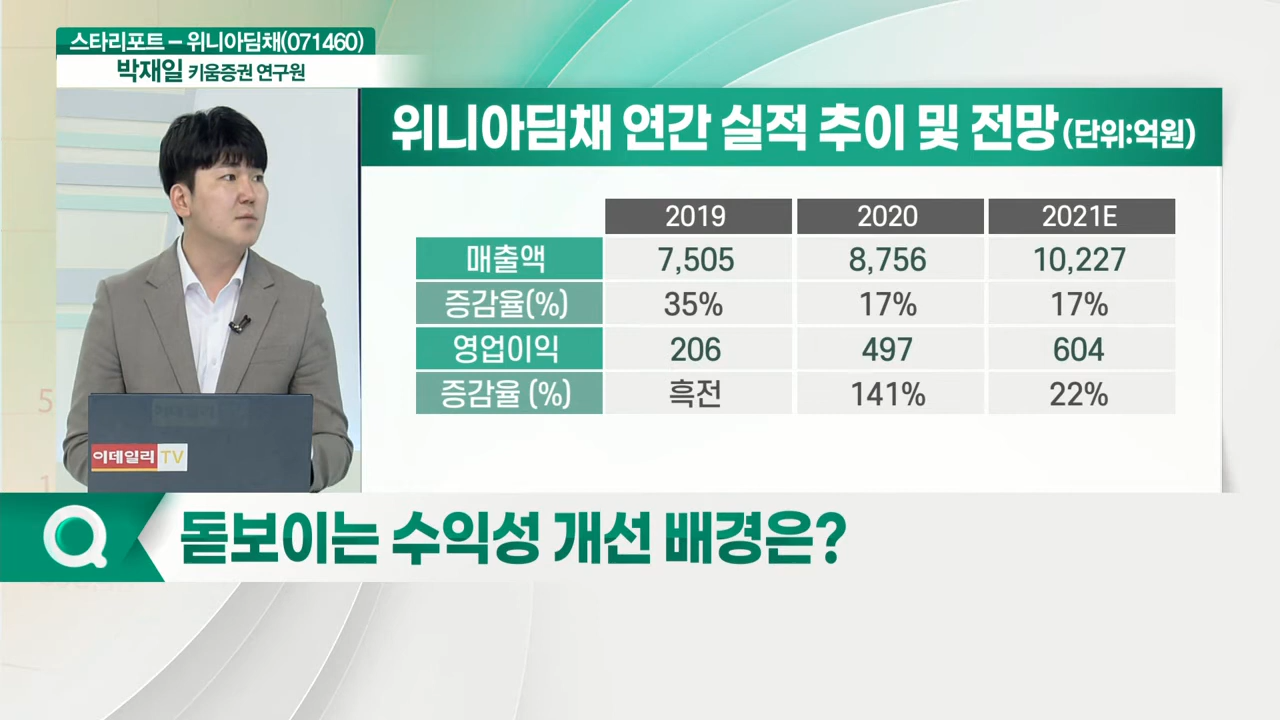 스타리포트 – 위니아딤채(071460)
박재일 키움증권 연구원
위니아딤채 연간 실적 추이 및 전망 (단위:억원)
2019 2020 2021E
매출액 7,505 8,756 10,227
증감율(%) 35% 17% 17%
영업이익 206 497 604
증감율 (%) 흑전 141% 22%
이데일리 TV
Q 돋보이는 수익성 개선 배경은?